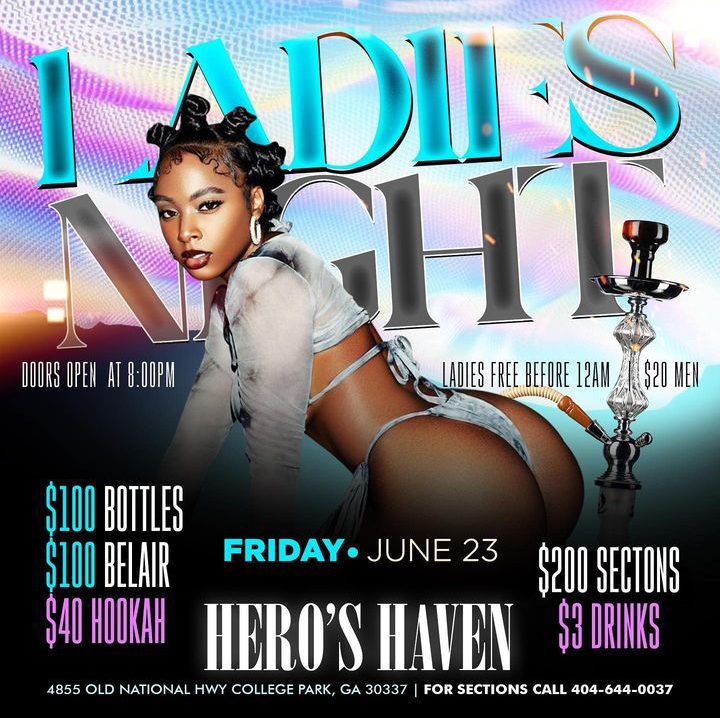 LADIES
NIGHT
DOORS OPEN AT 8:00PM
LADIES FREE BEFORE 12AM | $20 MEN
$100 BOTTLES
$100 BELAIR
$40 HOOKAH
FRIDAY • JUNE 23
$200 SECTONS
$3 DRINKS
HERO'S HAVEN
4855 OLD NATIONAL HWY COLLEGE PARK, GA 30337 | FOR SECTIONS CALL 404-644-0037